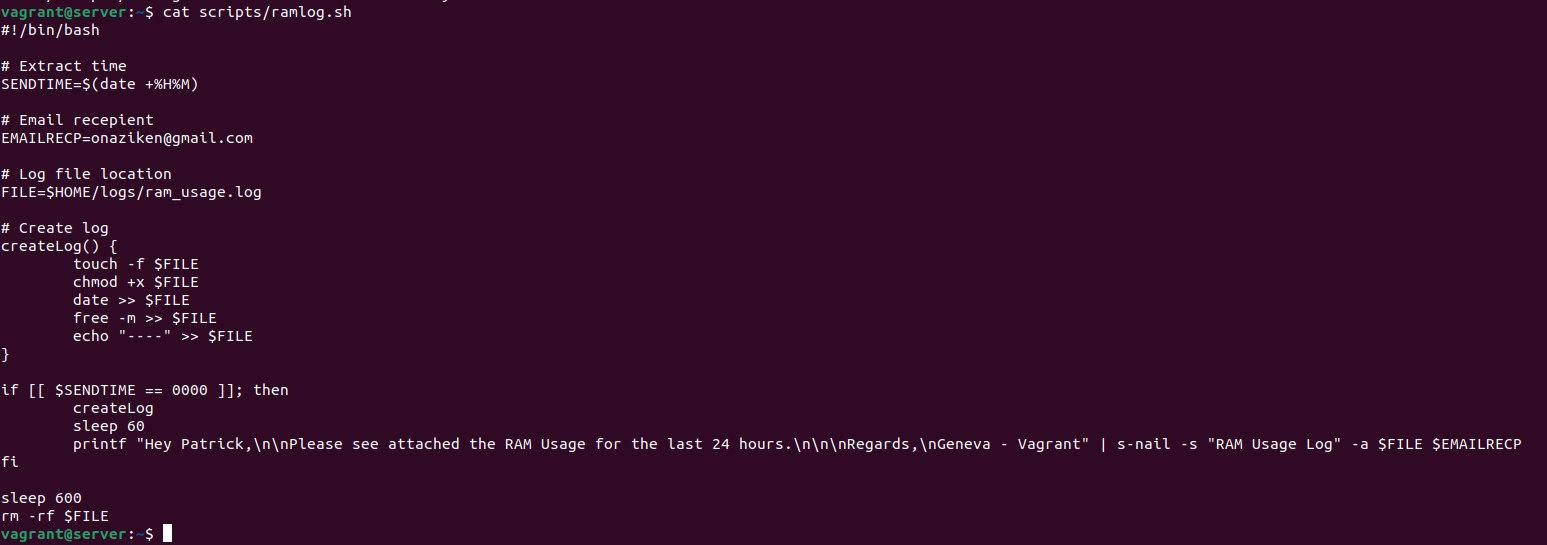 vagrant@server:~$ cat scripts/ramlog.sh
#!/bin/bash

# Extract time
SENDTIME=$(date +%H%M)

# Email recepient
EMAILRECP=onaziken@gmail.com

# Log file location
FILE=$HOME/logs/ram_usage.log

# Create log
createLog() {
        touch -f $FILE
        chmod +x $FILE
        date >> $FILE
        free -m >> $FILE
        echo "----" >> $FILE
}

if [[ $SENDTIME == 0000 ]]; then
        createLog
        sleep 60
        printf "Hey Patrick,\n\nPlease see attached the RAM Usage for the last 24 hours.\n\n\nRegards,\nGeneva - Vagrant" | s-nail -s "RAM Usage Log" -a $FILE $EMAILRECP
fi

sleep 600
rm -rf $FILE
vagrant@server:~$